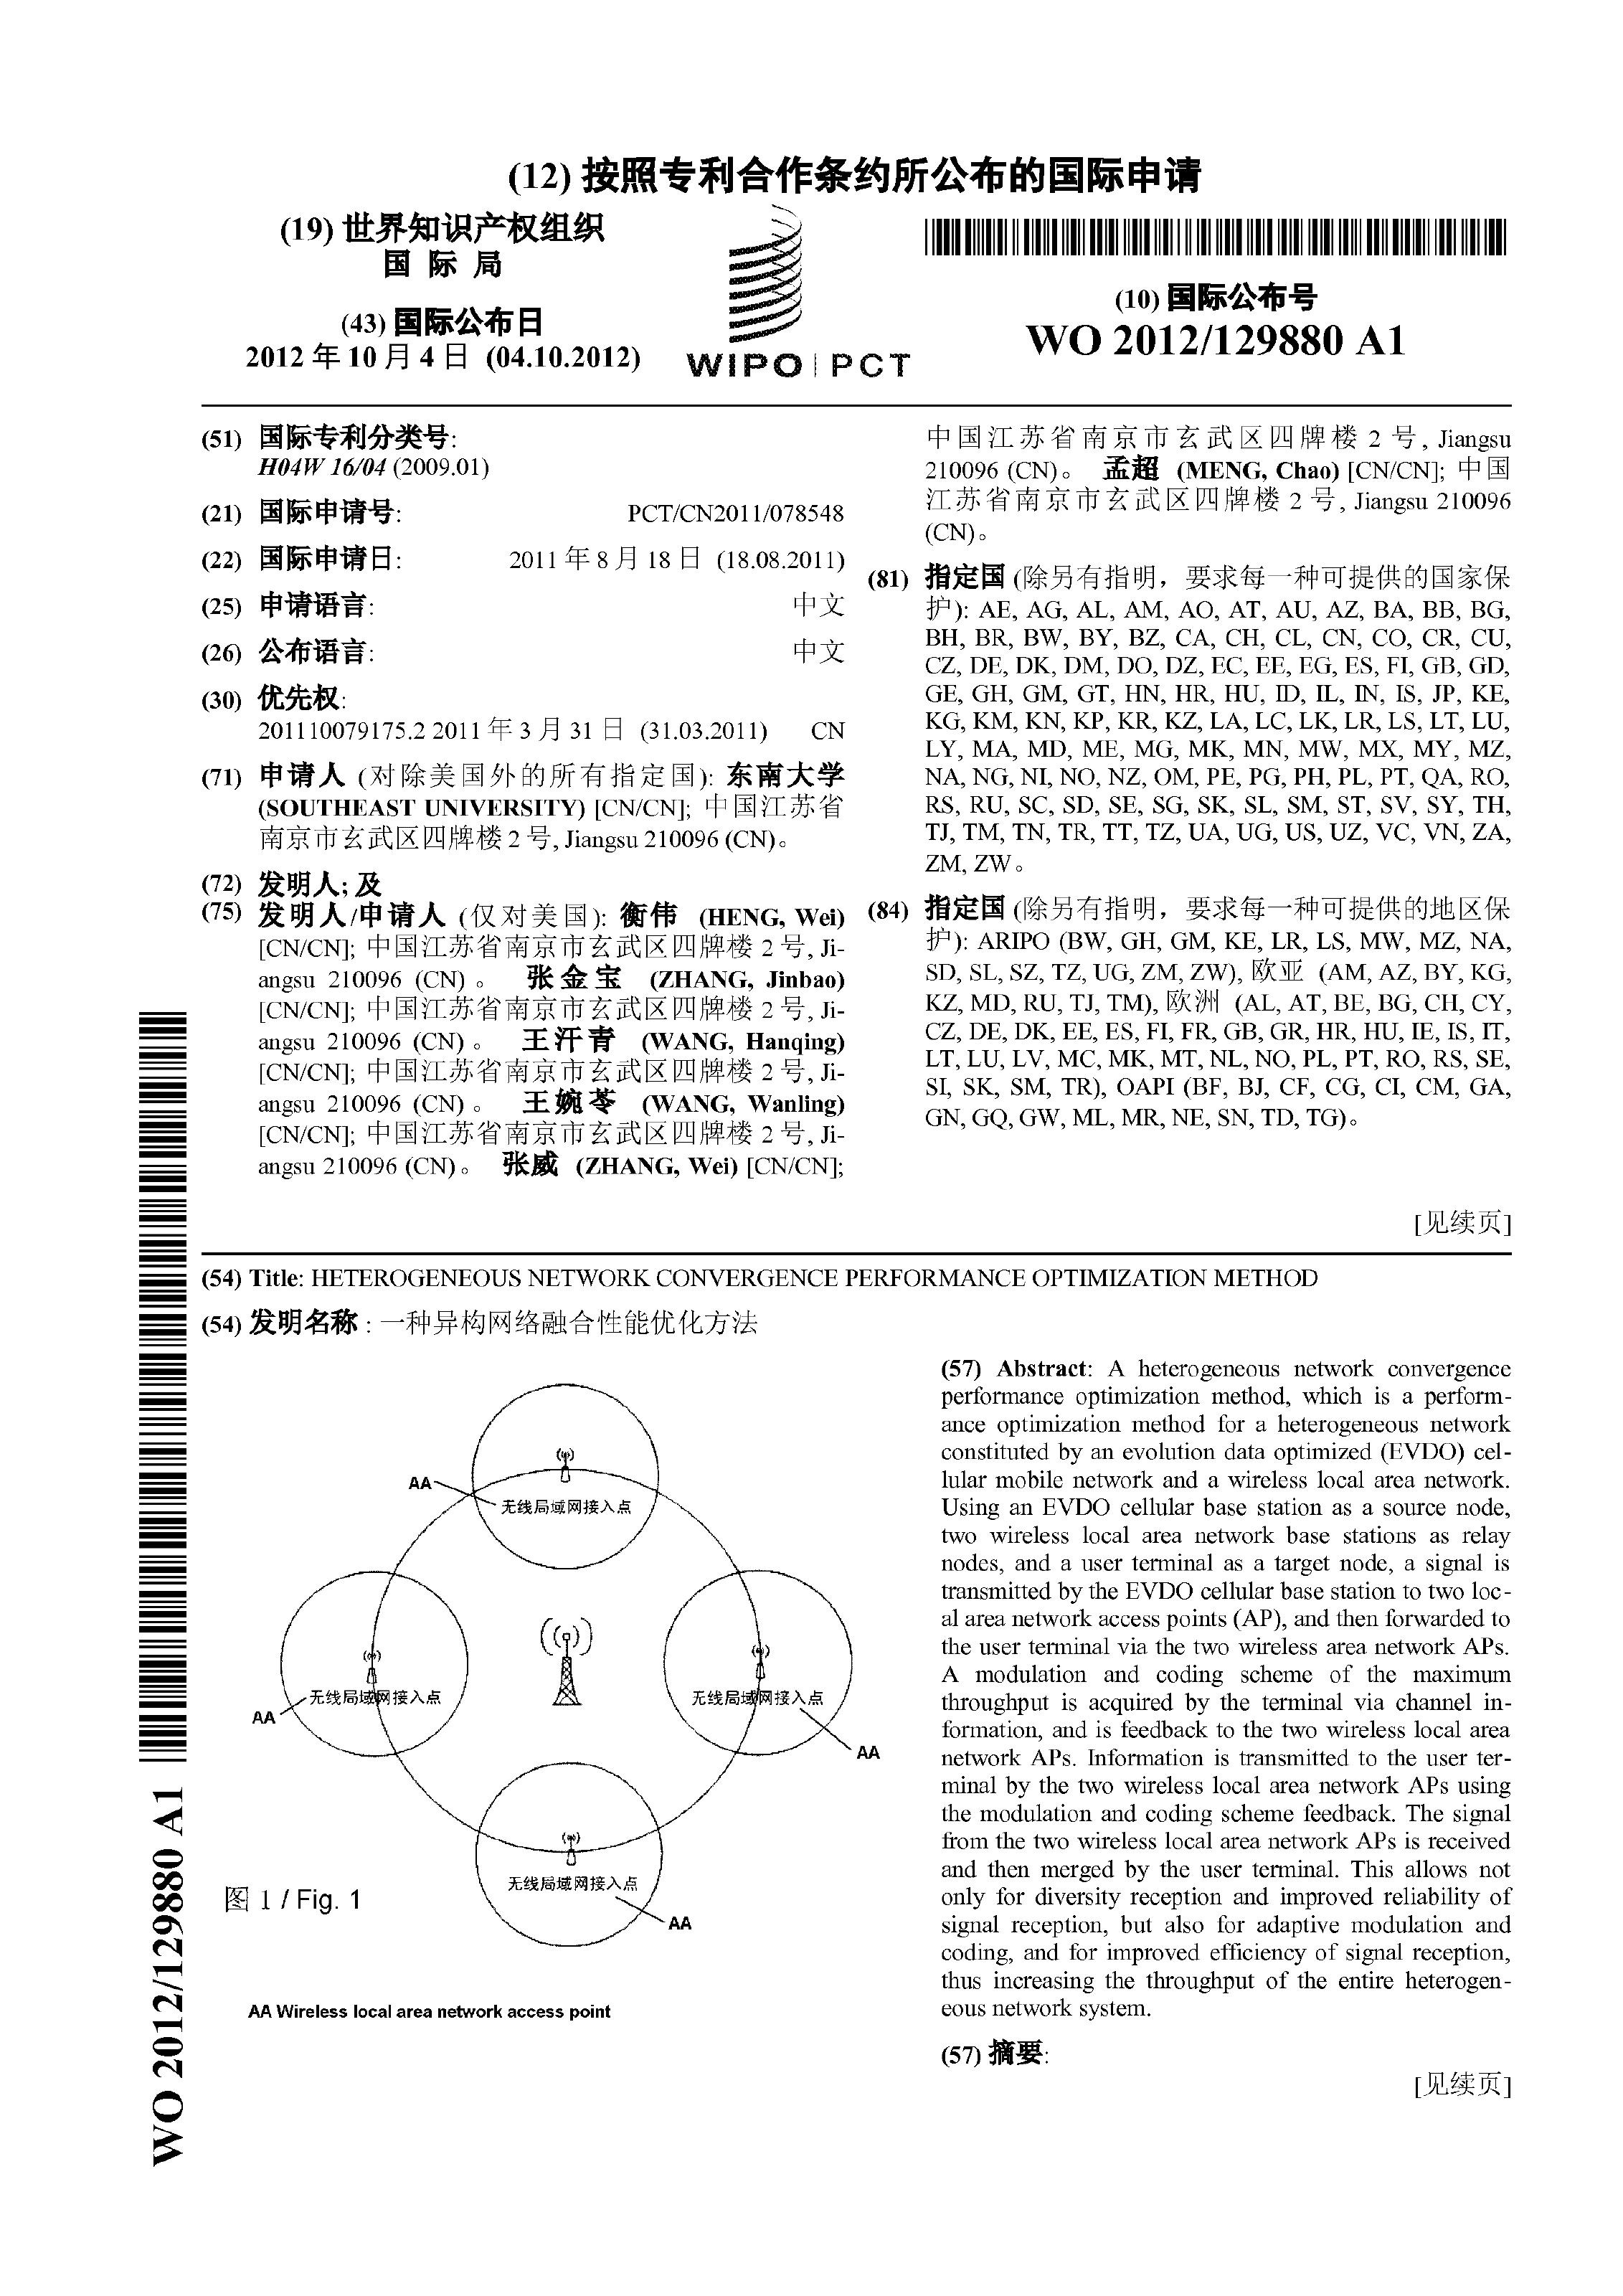 (12) 按照专利合作条约所公布的国际申请
(19) 世界知识产权组织
国 际 局
(43) 国际公布日
2012 年 10 月 4 日 (04.10.2012)
WIPO | PCT
(10) 国际公布号
WO 2012/129880 A1
(51) 国际专利分类号:
H04W 16/04 (2009.01)
(21) 国际申请号: PCT/CN2011/078548
(22) 国际申请日: 2011 年 8 月 18 日 (18.08.2011)
(25) 申请语言: 中文
(26) 公布语言: 中文
(30) 优先权:
201110079175.2 2011 年 3 月 31 日 (31.03.2011) CN
(71) 申请人 (对除美国外的所有指定国): 东南大学
(SOUTHEAST UNIVERSITY) [CN/CN]; 中国江苏省
南京市玄武区四牌楼 2 号, Jiangsu 210096 (CN)。
(72) 发明人; 及
(75) 发明人/申请人 (仅对美国): 衡伟 (HENG, Wei)
[CN/CN]; 中国江苏省南京市玄武区四牌楼 2 号, Ji-
angsu 210096 (CN) 。 张金宝 (ZHANG, Jinbao)
[CN/CN]; 中国江苏省南京市玄武区四牌楼 2 号, Ji-
angsu 210096 (CN) 。 王汗青 (WANG, Hanqing)
[CN/CN]; 中国江苏省南京市玄武区四牌楼 2 号, Ji-
angsu 210096 (CN) 。 王婉苓 (WANG, Wanling)
[CN/CN]; 中国江苏省南京市玄武区四牌楼 2 号, Ji-
angsu 210096 (CN)。 张威 (ZHANG, Wei) [CN/CN];
中国江苏省南京市玄武区四牌楼 2 号, Jiangsu
210096 (CN)。 孟超 (MENG, Chao) [CN/CN]; 中国
江苏省南京市玄武区四牌楼 2 号, Jiangsu 210096
(CN)。
(81) 指定国 (除另有指明，要求每一种可提供的国家保
护): AE, AG, AL, AM, AO, AT, AU, AZ, BA, BB, BG,
BH, BR, BW, BY, BZ, CA, CH, CL, CN, CO, CR, CU,
CZ, DE, DK, DM, DO, DZ, EC, EE, EG, ES, FI, GB, GD,
GE, GH, GM, GT, HN, HR, HU, ID, IL, IN, IS, JP, KE,
KG, KM, KN, KP, KR, KZ, LA, LC, LK, LR, LS, LT, LU,
LY, MA, MD, ME, MG, MK, MN, MW, MX, MY, MZ,
NA, NG, NI, NO, NZ, OM, PE, PG, PH, PL, PT, QA, RO,
RS, RU, SC, SD, SE, SG, SK, SL, SM, ST, SV, SY, TH,
TJ, TM, TN, TR, TT, TZ, UA, UG, US, UZ, VC, VN, ZA,
ZM, ZW。
(84) 指定国 (除另有指明，要求每一种可提供的地区保
护): ARIPO (BW, GH, GM, KE, LR, LS, MW, MZ, NA,
SD, SL, SZ, TZ, UG, ZM, ZW), 欧亚 (AM, AZ, BY, KG,
KZ, MD, RU, TJ, TM), 欧洲 (AL, AT, BE, BG, CH, CY,
CZ, DE, DK, EE, ES, FI, FR, GB, GR, HR, HU, IE, IS, IT,
LT, LU, LV, MC, MK, MT, NL, NO, PL, PT, RO, RS, SE,
SI, SK, SM, TR), OAPI (BF, BJ, CF, CG, CI, CM, GA,
GN, GQ, GW, ML, MR, NE, SN, TD, TG)。
[见续页]
(54) Title: HETEROGENEOUS NETWORK CONVERGENCE PERFORMANCE OPTIMIZATION METHOD
(54) 发明名称 : 一种异构网络融合性能优化方法
AA
无线局域网接入点
无线局域网接入点
AA
无线局域网接入点
AA
无线局域网接入点
AA
图 1 / Fig. 1
AA Wireless local area network access point
(57) Abstract: A heterogeneous network convergence
performance optimization method, which is a perform-
ance optimization method for a heterogeneous network
constituted by an evolution data optimized (EVDO) cel-
lular mobile network and a wireless local area network.
Using an EVDO cellular base station as a source node,
two wireless local area network base stations as relay
nodes, and a user terminal as a target node, a signal is
transmitted by the EVDO cellular base station to two loc-
al area network access points (AP), and then forwarded to
the user terminal via the two wireless area network APs.
A modulation and coding scheme of the maximum
throughput is acquired by the terminal via channel in-
formation, and is feedback to the two wireless local area
network APs. Information is transmitted to the user ter-
minal by the two wireless local area network APs using
the modulation and coding scheme feedback. The signal
from the two wireless local area network APs is received
and then merged by the user terminal. This allows not
only for diversity reception and improved reliability of
signal reception, but also for adaptive modulation and
coding, and for improved efficiency of signal reception,
thus increasing the throughput of the entire heterogen-
eous network system.
(57) 摘要:
[见续页]
WO 2012/129880 A1